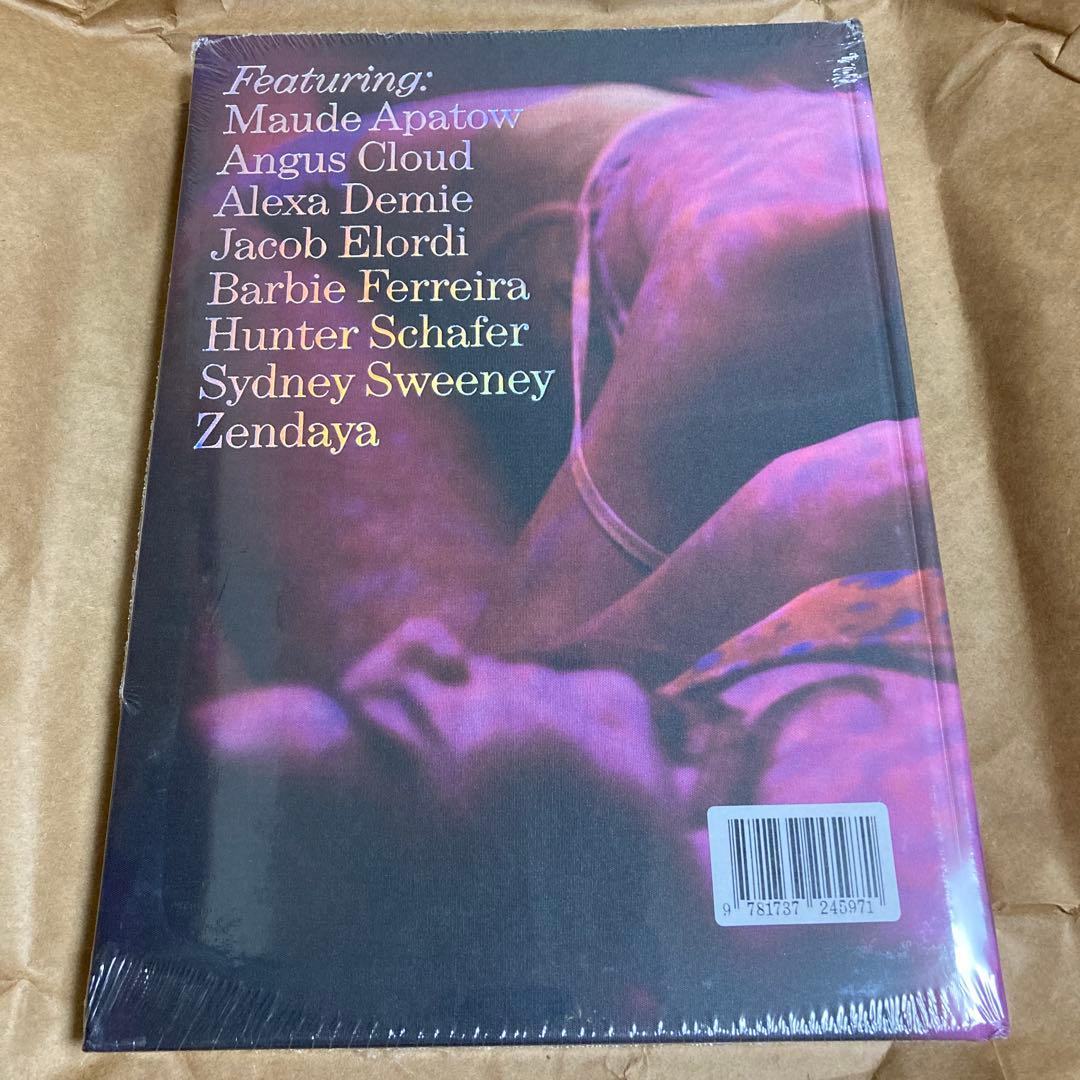 Featuring:
Maude Apatow
Angus Cloud
Alexa Demie
Jacob Elordi
Barbie Ferreira
Hunter Schafer
Sydney Sweeney
Zendaya
9 781737 245971